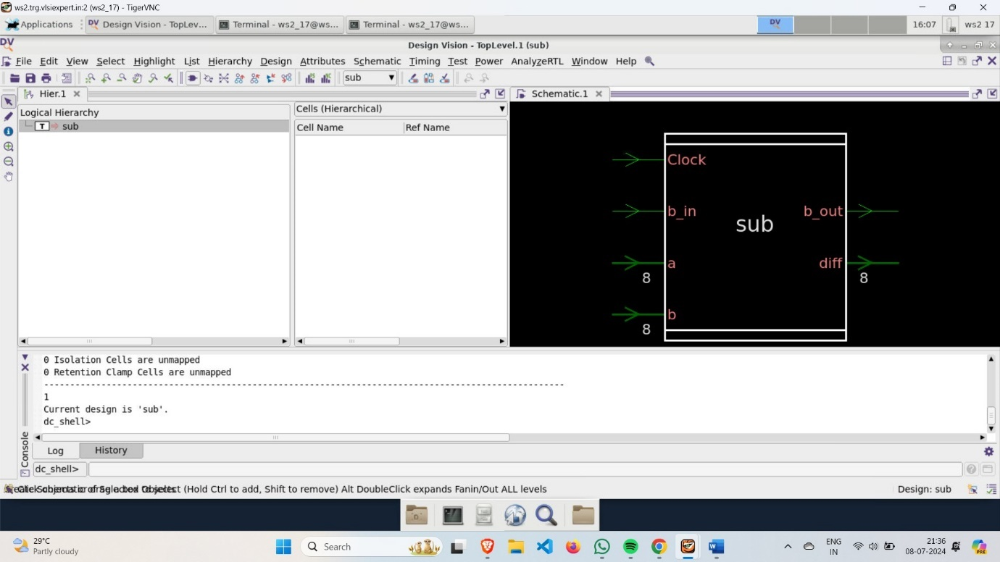 ws2.trg.vlsiexpert.in:2 (ws2_17) - TigerVNC
Applications DV Design Vision - TopLev... Terminal - ws2_17@ws... Terminal - ws2_17@ws... DV 16:07 ws2 17
DV Design Vision - TopLevel.1 (sub)
File Edit View Select Highlight List Hierarchy Design Attributes Schematic Timing Test Power AnalyzeRTL Window Help
sub
Hier.1
Schematic.1
Logical Hierarchy
T sub
Cells (Hierarchical)
Cell Name Ref Name
Clock
b_in b_out
sub
a diff
8 8
b
8
0 Isolation Cells are unmapped
0 Retention Clamp Cells are unmapped
----------------------------------------------------------------------------------------------------
1
Current design is 'sub'.
dc_shell>
Console
Log History
dc_shell>
(Hold Ctrl to add, Shift to remove) Alt DoubleClick expands Fanin/Out ALL levels
Design: sub
29°C
Partly cloudy
Search
ENG
IN
21:36
08-07-2024
PRE